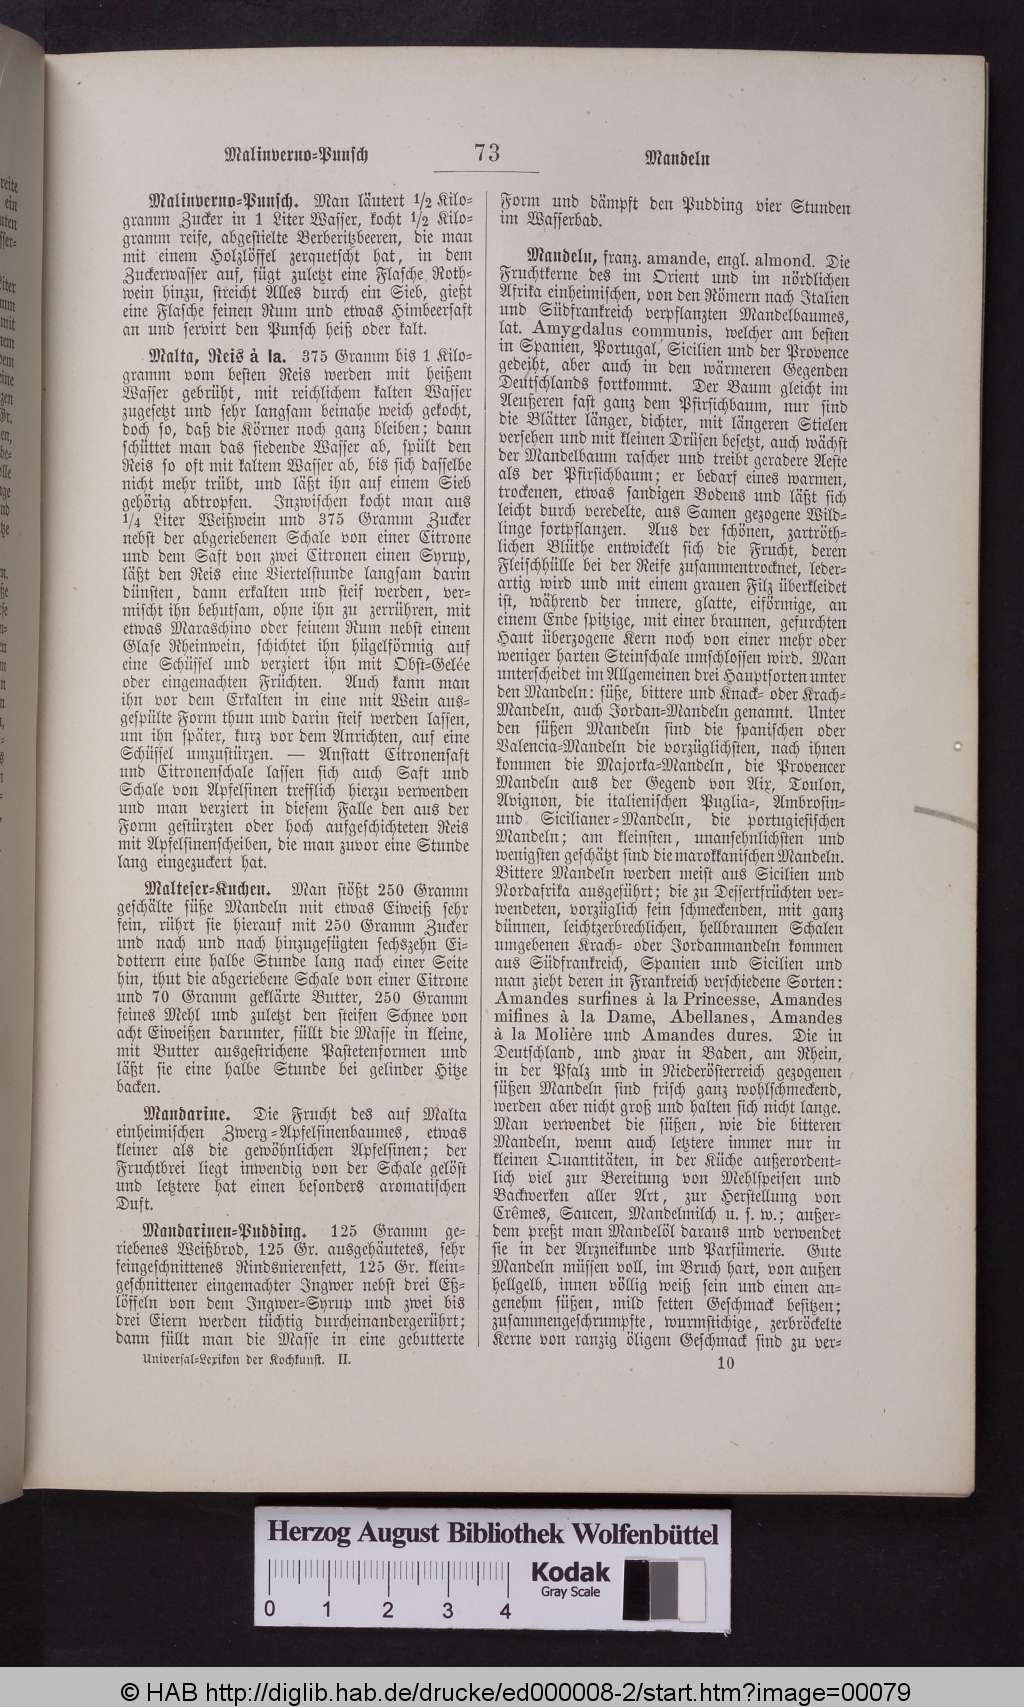 Malinverno-Punsch
73
Mandeln
Malinverno-Punsch. Man läutert 1/2 Kilo-
gramm Zucker in 1 Liter Wasser, kocht 1/2 Kilo-
gramm reife, abgestielte Berberitzbeeren, die man
mit einem Holzlöffel zerquetscht hat, in dem
Zuckerwasser auf, fügt zuletzt eine Flasche Roth-
wein hinzu, streicht Alles durch ein Sieb, gießt
eine Flasche feinen Rum und etwas Himbeersaft
an und servirt den Punsch heiß oder kalt.
Malta, Reis à la. 375 Gramm bis 1 Kilo-
gramm vom besten Reis werden mit heißem
Wasser gebrüht, mit reichlichem kalten Wasser
zugesetzt und sehr langsam beinahe weich gekocht,
doch so, daß die Körner noch ganz bleiben; dann
schüttet man das siedende Wasser ab, spült den
Reis so oft mit kaltem Wasser ab, bis sich dasselbe
nicht mehr trübt, und läßt ihn auf einem Sieb
gehörig abtropfen. Inzwischen kocht man aus
1/4 Liter Weißwein und 375 Gramm Zucker
nebst der abgeriebenen Schale von einer Citrone
und dem Saft von zwei Citronen einen Syrup,
läßt den Reis eine Viertelstunde langsam darin
dünsten, dann erkalten und steif werden, ver-
mischt ihn behutsam, ohne ihn zu zerrühren, mit
etwas Maraschino oder feinem Rum nebst einem
Glase Rheinwein, schichtet ihn hügelförmig auf
eine Schüssel und verziert ihn mit Obst-Gelée
oder eingemachten Früchten. Auch kann man
ihn vor dem Erkalten in eine mit Wein aus-
gespülte Form thun und darin steif werden lassen,
um ihn später, kurz vor dem Anrichten, auf eine
Schüssel umzustürzen. — Anstatt Citronensaft
und Citronenschale lassen sich auch Saft und
Schale von Apfelsinen trefflich hierzu verwenden
und man verziert in diesem Falle den aus der
Form gestürzten oder hoch aufgeschichteten Reis
mit Apfelsinenscheiben, die man zuvor eine Stunde
lang eingezuckert hat.
Malteser-Kuchen. Man stößt 250 Gramm
geschälte süße Mandeln mit etwas Eiweiß sehr
fein, rührt sie hierauf mit 250 Gramm Zucker
und nach und nach hinzugefügten sechszehn Ei-
dottern eine halbe Stunde lang nach einer Seite
hin, thut die abgeriebene Schale von einer Citrone
und 70 Gramm geklärte Butter, 250 Gramm
feines Mehl und zuletzt den steifen Schnee von
acht Eiweißen darunter, füllt die Masse in kleine,
mit Butter ausgestrichene Pastetenformen und
läßt sie eine halbe Stunde bei gelinder Hitze
backen.
Mandarine. Die Frucht des auf Malta
einheimischen Zwerg-Apfelsinenbaumes, etwas
kleiner als die gewöhnlichen Apfelsinen; der
Fruchtbrei liegt inwendig von der Schale gelöst
und letztere hat einen besonders aromatischen
Duft.
Mandarinen-Pudding. 125 Gramm ge-
riebenes Weißbrod, 125 Gr. ausgehäutetes, sehr
feingeschnittenes Rindsnierenfett, 125 Gr. klein-
geschnittener eingemachter Ingwer nebst drei Eß-
löffeln von dem Ingwer-Syrup und zwei bis
drei Eiern werden tüchtig durcheinandergerührt;
dann füllt man die Masse in eine gebutterte
Universal-Lexikon der Kochkunst. II.
Form und dämpft den Pudding vier Stunden
im Wasserbad.
Mandeln, franz. amande, engl. almond. Die
Fruchtkerne des im Orient und im nördlichen
Afrika einheimischen, von den Römern nach Italien
und Südfrankreich verpflanzten Mandelbaumes,
lat. Amygdalus communis, welcher am besten
in Spanien, Portugal, Sicilien und der Provence
gedeiht, aber auch in den wärmeren Gegenden
Deutschlands fortkommt. Der Baum gleicht im
Aeußeren fast ganz dem Pfirsichbaum, nur sind
die Blätter länger, dichter, mit längeren Stielen
versehen und mit kleinen Drüsen besetzt, auch wächst
der Mandelbaum rascher und treibt geradere Aeste
als der Pfirsichbaum; er bedarf eines warmen,
trockenen, etwas sandigen Bodens und läßt sich
leicht durch veredelte, aus Samen gezogene Wild-
linge fortpflanzen. Aus der schönen, zartröth-
lichen Blüthe entwickelt sich die Frucht, deren
Fleischhülle bei der Reife zusammentrocknet, leder-
artig wird und mit einem grauen Filz überkleidet
ist, während der innere, glatte, eiförmige, an
einem Ende spitzige, mit einer braunen, gefurchten
Haut überzogene Kern noch von einer mehr oder
weniger harten Steinschale umschlossen wird. Man
unterscheidet im Allgemeinen drei Hauptsorten unter
den Mandeln: süße, bittere und Knack- oder Krach-
Mandeln, auch Jordan-Mandeln genannt. Unter
den süßen Mandeln sind die spanischen oder
Valencia-Mandeln die vorzüglichsten, nach ihnen
kommen die Majorka-Mandeln, die Provencer
Mandeln aus der Gegend von Aix, Toulon,
Avignon, die italienischen Puglia-, Ambrosin-
und Sicilianer-Mandeln, die portugiesischen
Mandeln; am kleinsten, unansehnlichsten und
wenigsten geschätzt sind die marokkanischen Mandeln.
Bittere Mandeln werden meist aus Sicilien und
Nordafrika ausgeführt; die zu Dessertfrüchten ver-
wendeten, vorzüglich fein schmeckenden, mit ganz
dünnen, leichtzerbrechlichen, hellbraunen Schalen
umgebenen Krach- oder Jordanmandeln kommen
aus Südfrankreich, Spanien und Sicilien und
man zieht deren in Frankreich verschiedene Sorten:
Amandes surfines à la Princesse, Amandes
mifines à la Dame, Abellanes, Amandes
à la Molière und Amandes dures. Die in
Deutschland, und zwar in Baden, am Rhein,
in der Pfalz und in Niederösterreich gezogenen
süßen Mandeln sind frisch ganz wohlschmeckend,
werden aber nicht groß und halten sich nicht lange.
Man verwendet die süßen, wie die bitteren
Mandeln, wenn auch letztere immer nur in
kleinen Quantitäten, in der Küche außerordent-
lich viel zur Bereitung von Mehlspeisen und
Backwerken aller Art, zur Herstellung von
Crêmes, Saucen, Mandelmilch u. s. w.; außer-
dem preßt man Mandelöl daraus und verwendet
sie in der Arzneikunde und Parfümerie. Gute
Mandeln müssen voll, im Bruch hart, von außen
hellgelb, innen völlig weiß sein und einen an-
genehm süßen, mild fetten Geschmack besitzen;
zusammengeschrumpfte, wurmstichige, zerbröckelte
Kerne von ranzig öligem Geschmack sind zu ver-
10
Herzog August Bibliothek Wolfenbüttel
Kodak
Gray Scale
0 1 2 3 4
© HAB http://diglib.hab.de/drucke/ed000008-2/start.htm?image=00079